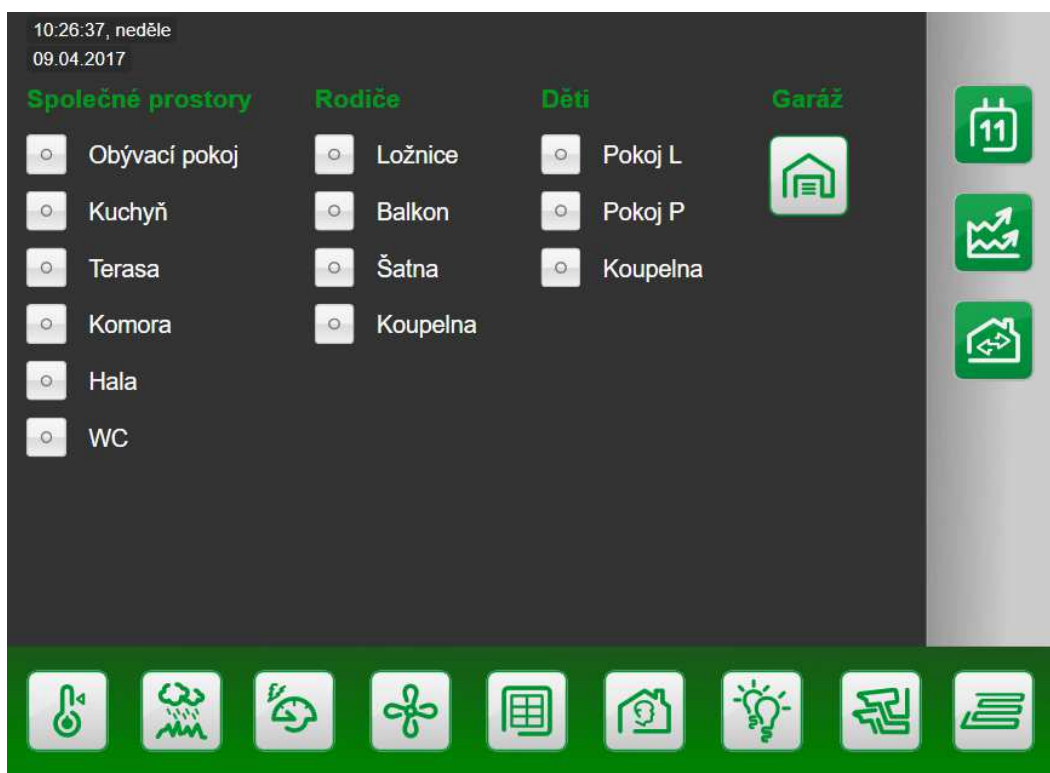 10:26:37, neděle
09.04.2017
Společné prostory
Obývací pokoj
Kuchyň
Terasa
Komora
Hala
WC
Rodiče
Ložnice
Balkon
Šatna
Koupelna
Děti
Pokoj L
Pokoj P
Koupelna
Garáž
11